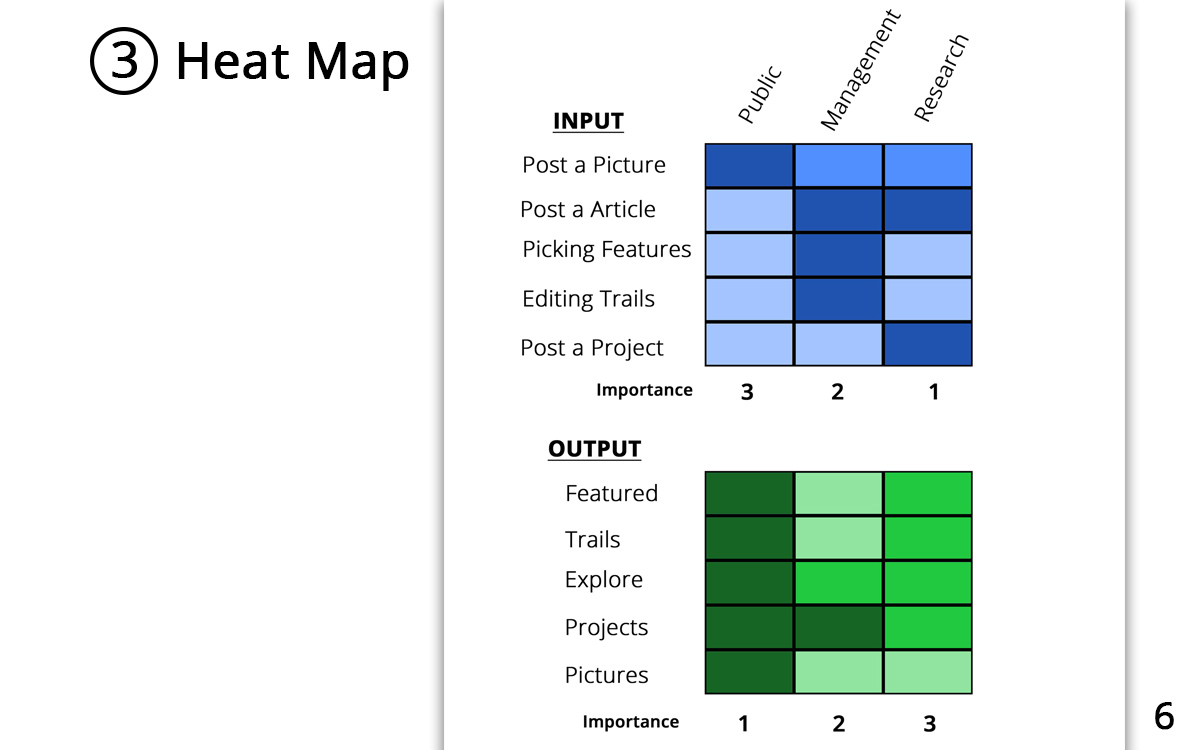 3 Heat Map
Public Management Research
INPUT
Post a Picture
Post a Article
Picking Features
Editing Trails
Post a Project
Importance 3 2 1
OUTPUT
Featured
Trails
Explore
Projects
Pictures
Importance 1 2 3
6